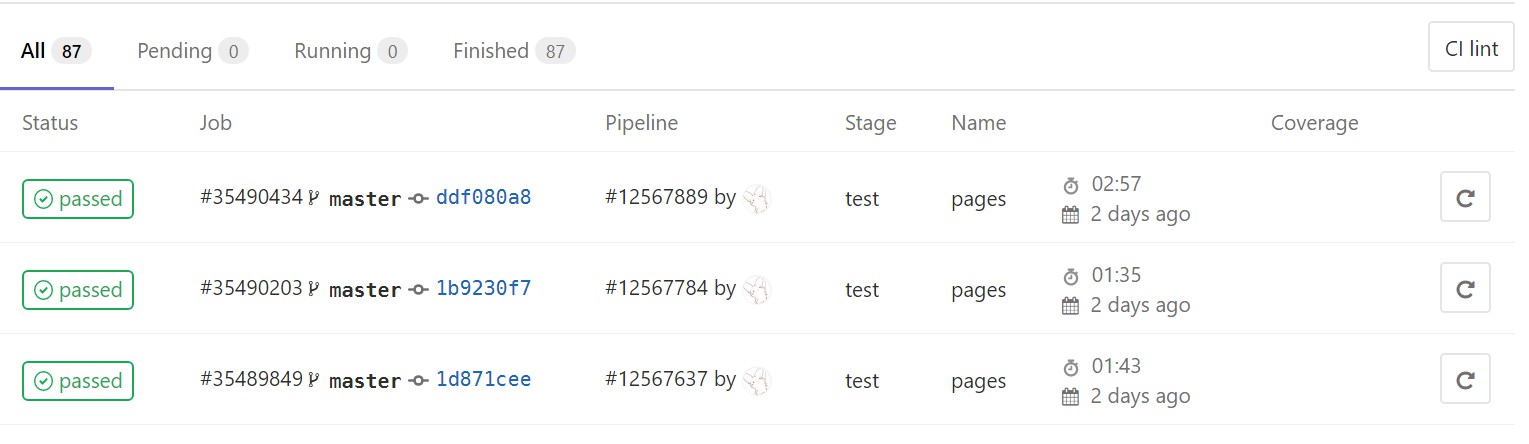 All 87 Pending 0 Running 0 Finished 87 CI lint
Status Job Pipeline Stage Name Coverage
passed #35490434 master ddf080a8 #12567889 by test pages 02:57
2 days ago
passed #35490203 master 1b9230f7 #12567784 by test pages 01:35
2 days ago
passed #35489849 master 1d871cee #12567637 by test pages 01:43
2 days ago